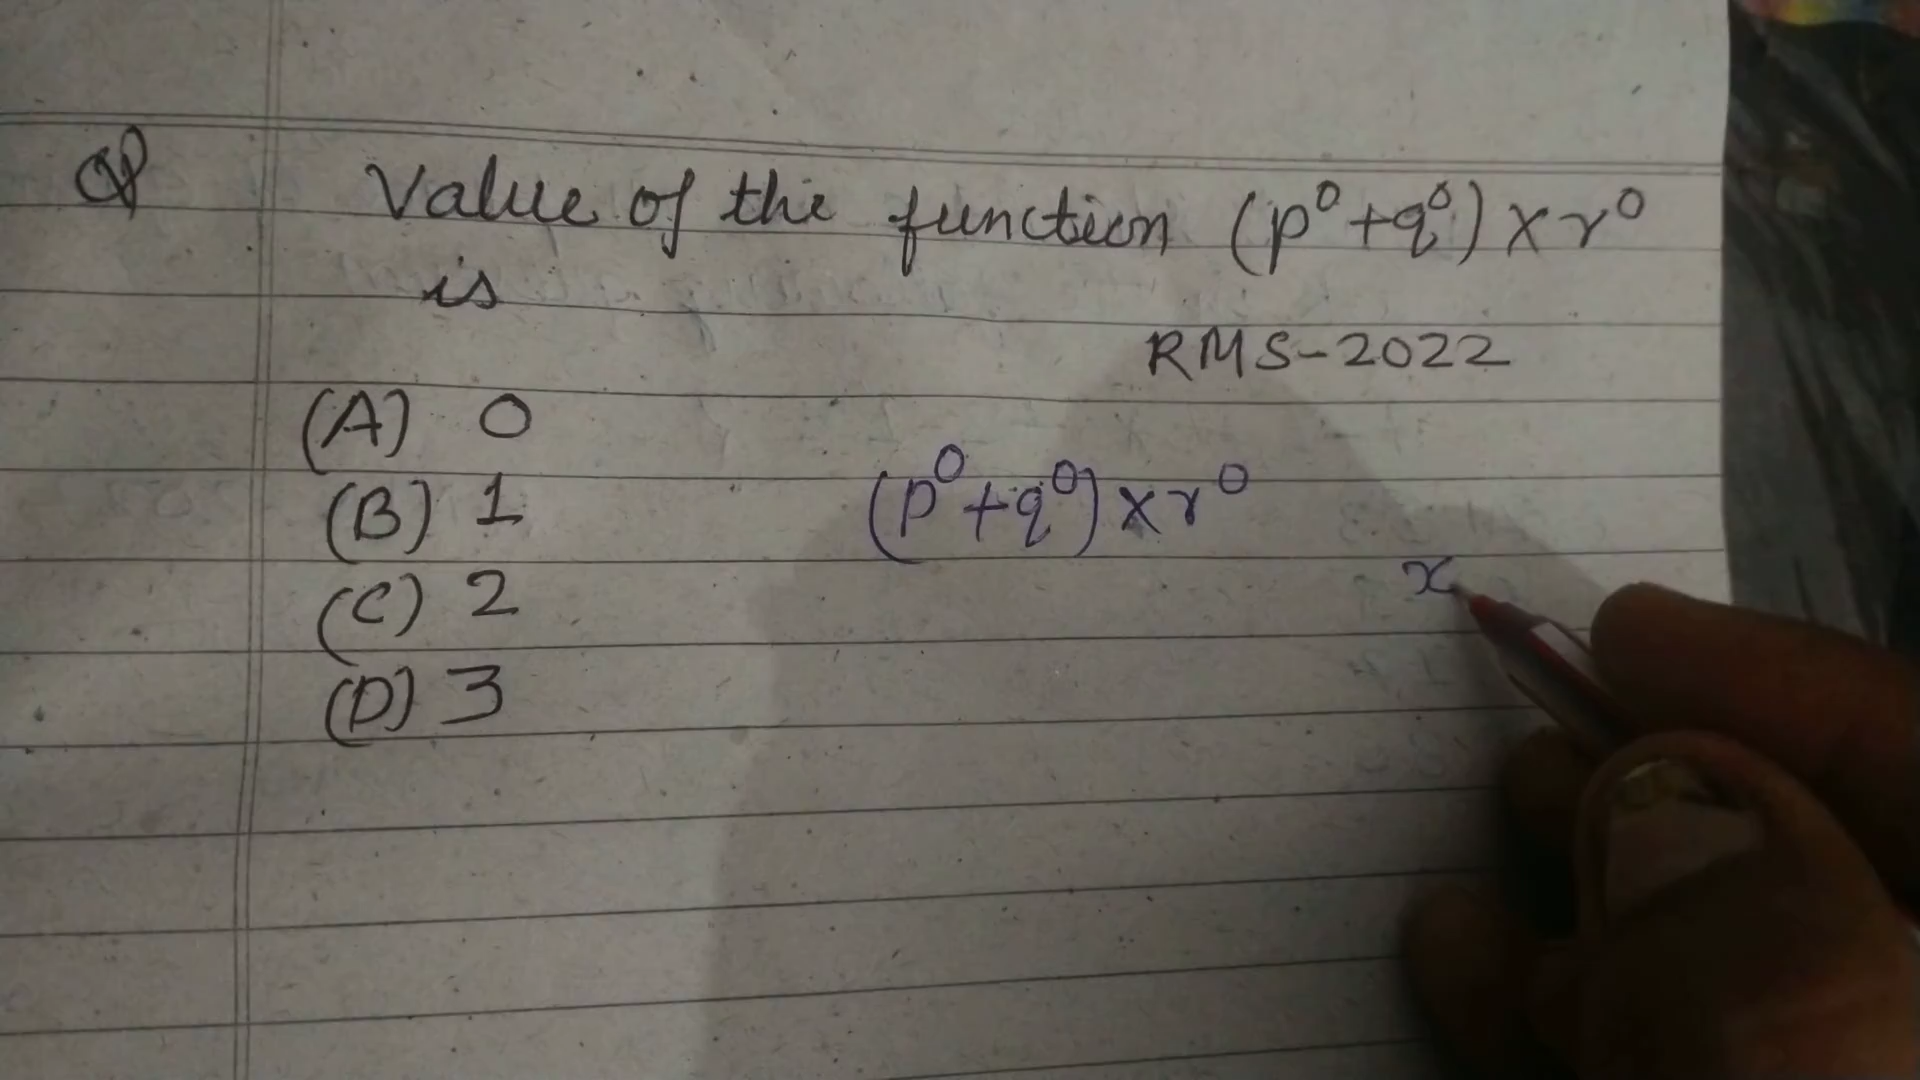 Q Value of the function (p⁰+q⁰)×r⁰
is
RMS-2022
(A) 0
(B) 1 (p⁰+q⁰)×r⁰
x
(C) 2
(D) 3